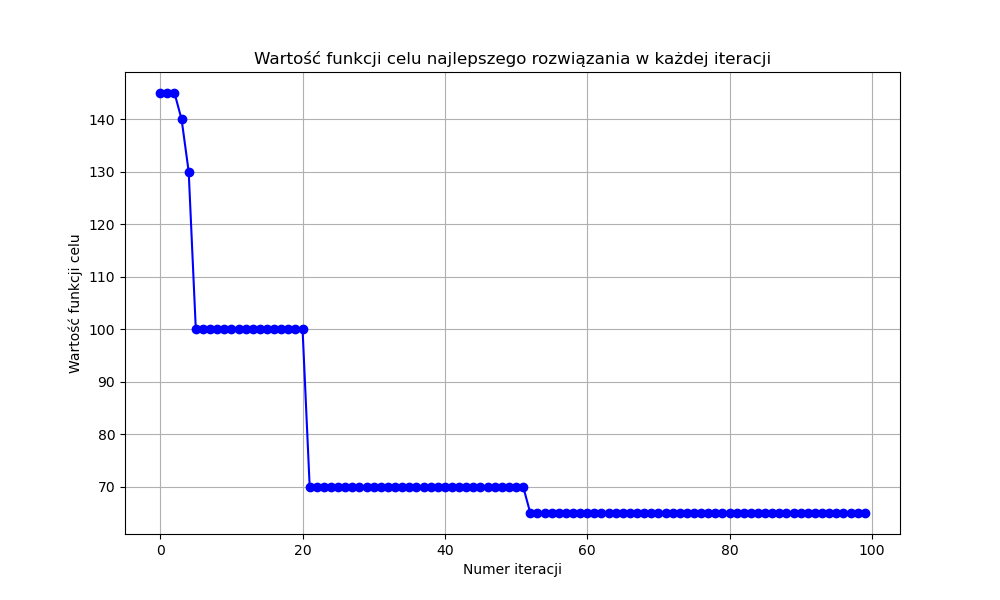 Wartość funkcji celu najlepszego rozwiązania w każdej iteracji
Wartość funkcji celu
140
130
120
110
100
90
80
70
0 20 40 60 80 100
Numer iteracji